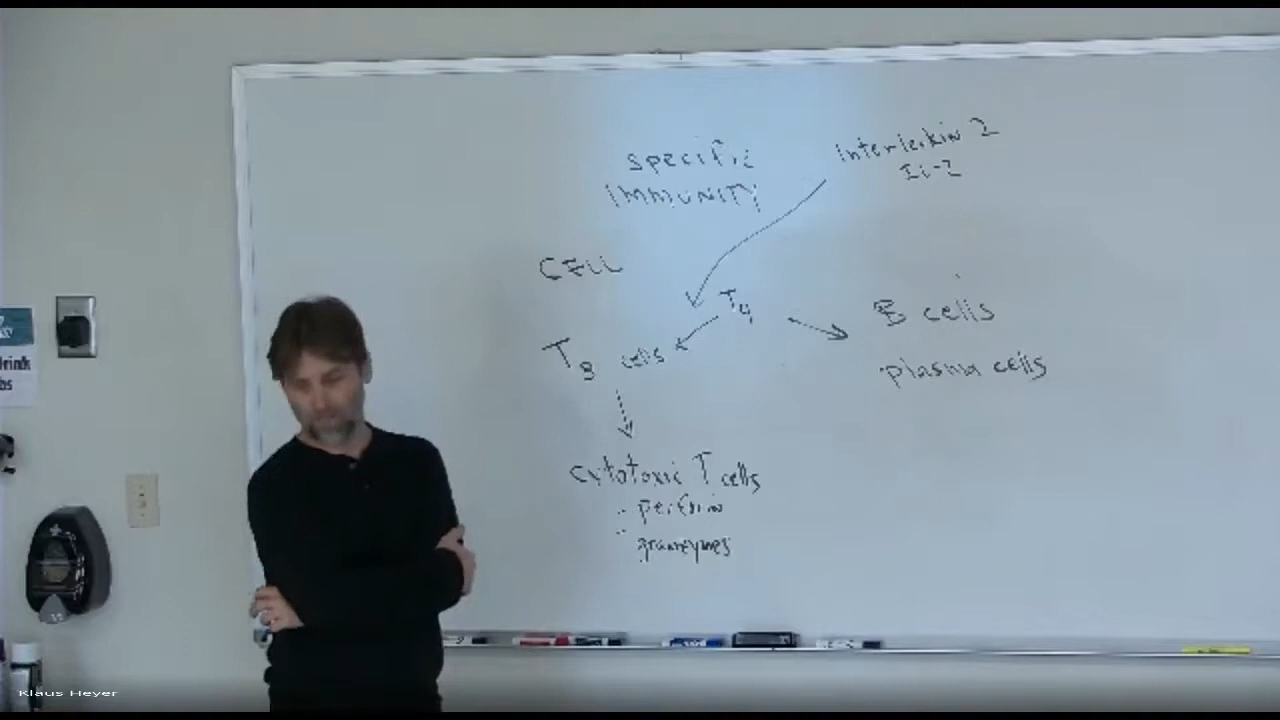 Interleukin 2
IL-2
specific
IMMUNITY
CELL
T4
B cells
T8 cells
plasma cells
cytotoxic T cells
- perforin
- granzymes
Klaus Heyer